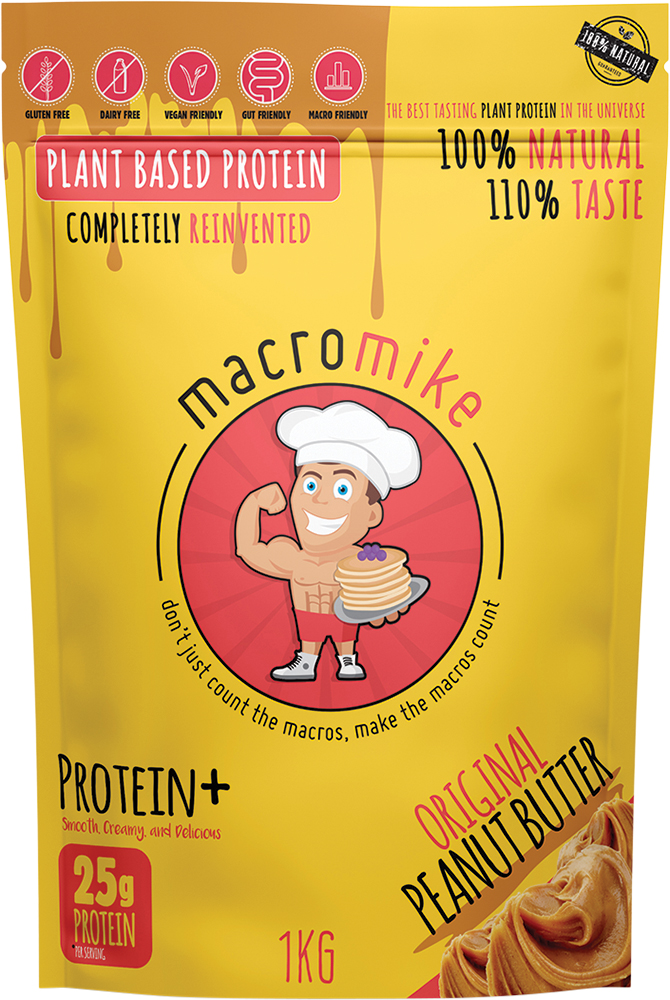 GLUTEN FREE
DAIRY FREE
VEGAN FRIENDLY
GUT FRIENDLY
MACRO FRIENDLY
100% NATURAL
GUARANTEED
THE BEST TASTING PLANT PROTEIN IN THE UNIVERSE
100% NATURAL
110% TASTE
PLANT BASED PROTEIN
COMPLETELY REINVENTED
macromike
don't just count the macros, make the macros count
PROTEIN+
Smooth, Creamy, and Delicious
25g
PROTEIN
*PER SERVING
1KG
ORIGINAL
PEANUT BUTTER